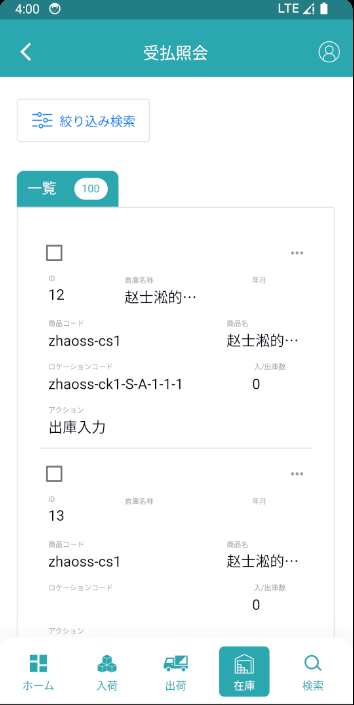 4:00 LTE
受払照会
絞り込み検索
一覧 100
ID 倉庫名称 年月
12 赵士淞的…
商品コード 商品名
zhaoss-cs1 赵士淞的…
ロケーションコード 入/出庫数
zhaoss-ck1-S-A-1-1-1 0
アクション
出庫入力
ID 倉庫名称 年月
13
商品コード 商品名
zhaoss-cs1 赵士淞的…
ロケーションコード 入/出庫数
0
アクション
ホーム 入荷 出荷 在庫 検索